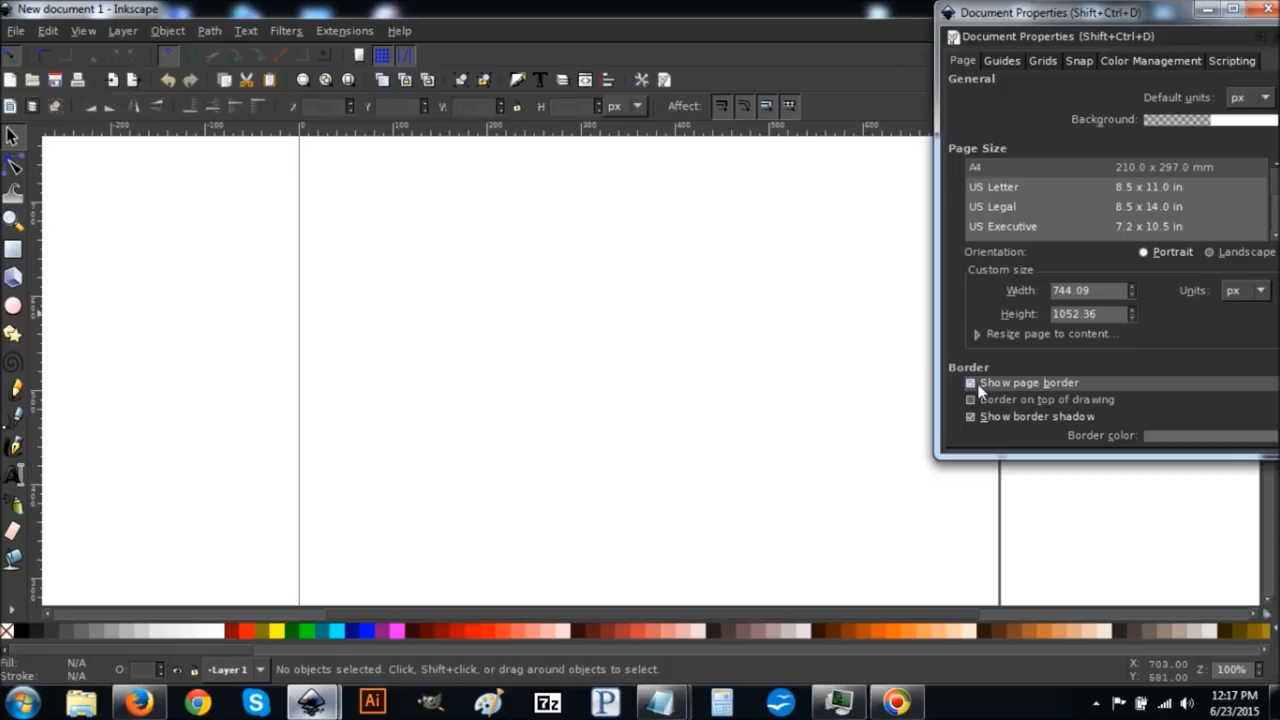 New document 1 - Inkscape
File Edit View Layer Object Path Text Filters Extensions Help
X Y W H px Affect:
-200 -100 0 100 200 300 400 500 600
Document Properties (Shift+Ctrl+D)
Document Properties (Shift+Ctrl+D)
Page Guides Grids Snap Color Management Scripting
General
Default units: px
Background:
Page Size
A4 210.0 x 297.0 mm
US Letter 8.5 x 11.0 in
US Legal 8.5 x 14.0 in
US Executive 7.2 x 10.5 in
Orientation: Portrait Landscape
Custom size
Width: 744.09 Units: px
Height: 1052.36
Resize page to content...
Border
Show page border
Border on top of drawing
Show border shadow
Border color:
Fill: N/A
Stroke: N/A
O: Layer 1 No objects selected. Click, Shift+click, or drag around objects to select.
X: 703.00
Y: 581.00
Z: 100%
Ai 7z P
12:17 PM
6/23/2015